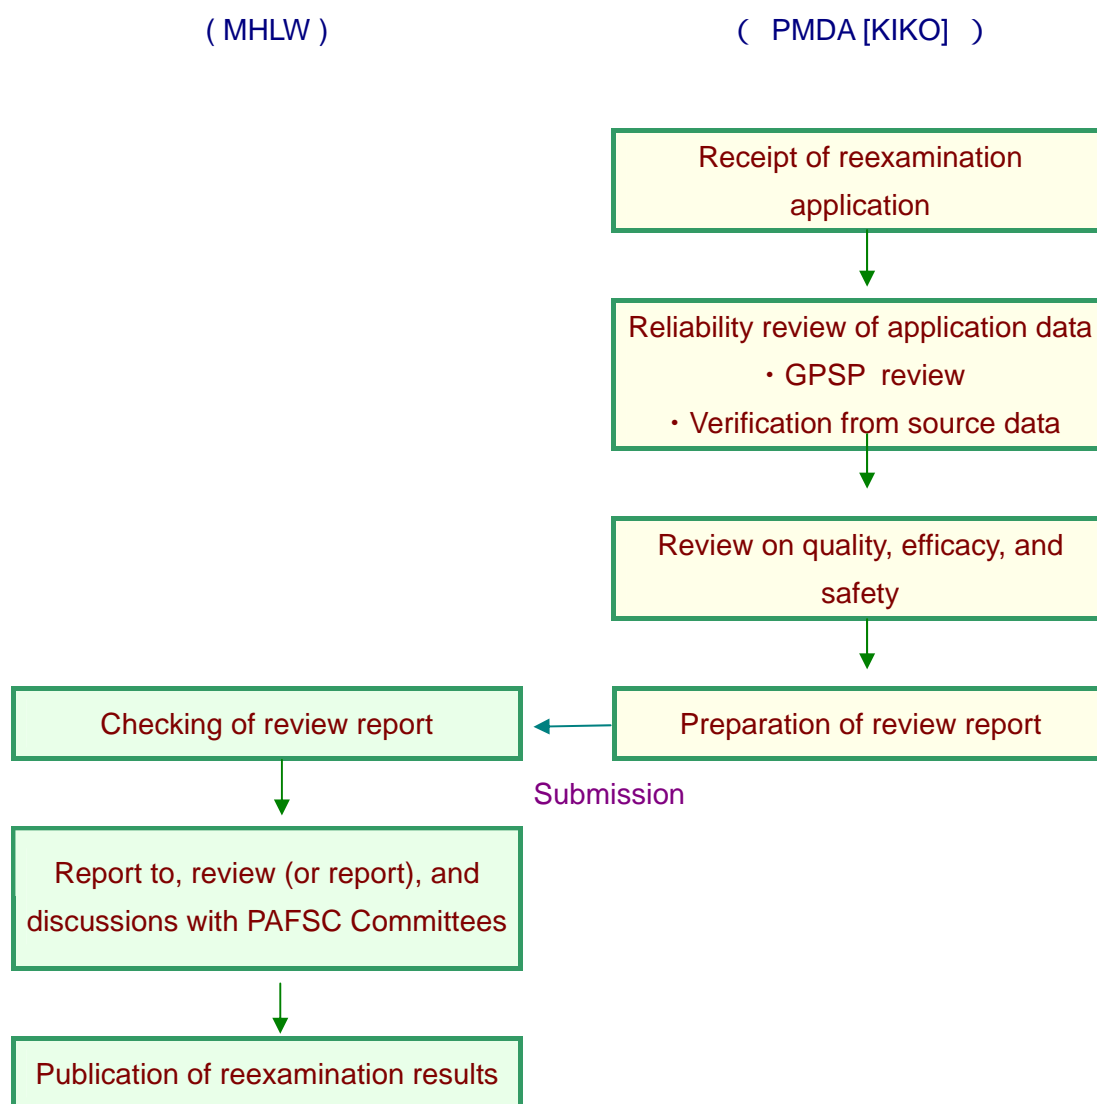 ( MHLW )
( PMDA [KIKO] )
Receipt of reexamination
application
Reliability review of application data
・GPSP review
・Verification from source data
Review on quality, efficacy, and
safety
Preparation of review report
Checking of review report
Submission
Report to, review (or report), and
discussions with PAFSC Committees
Publication of reexamination results